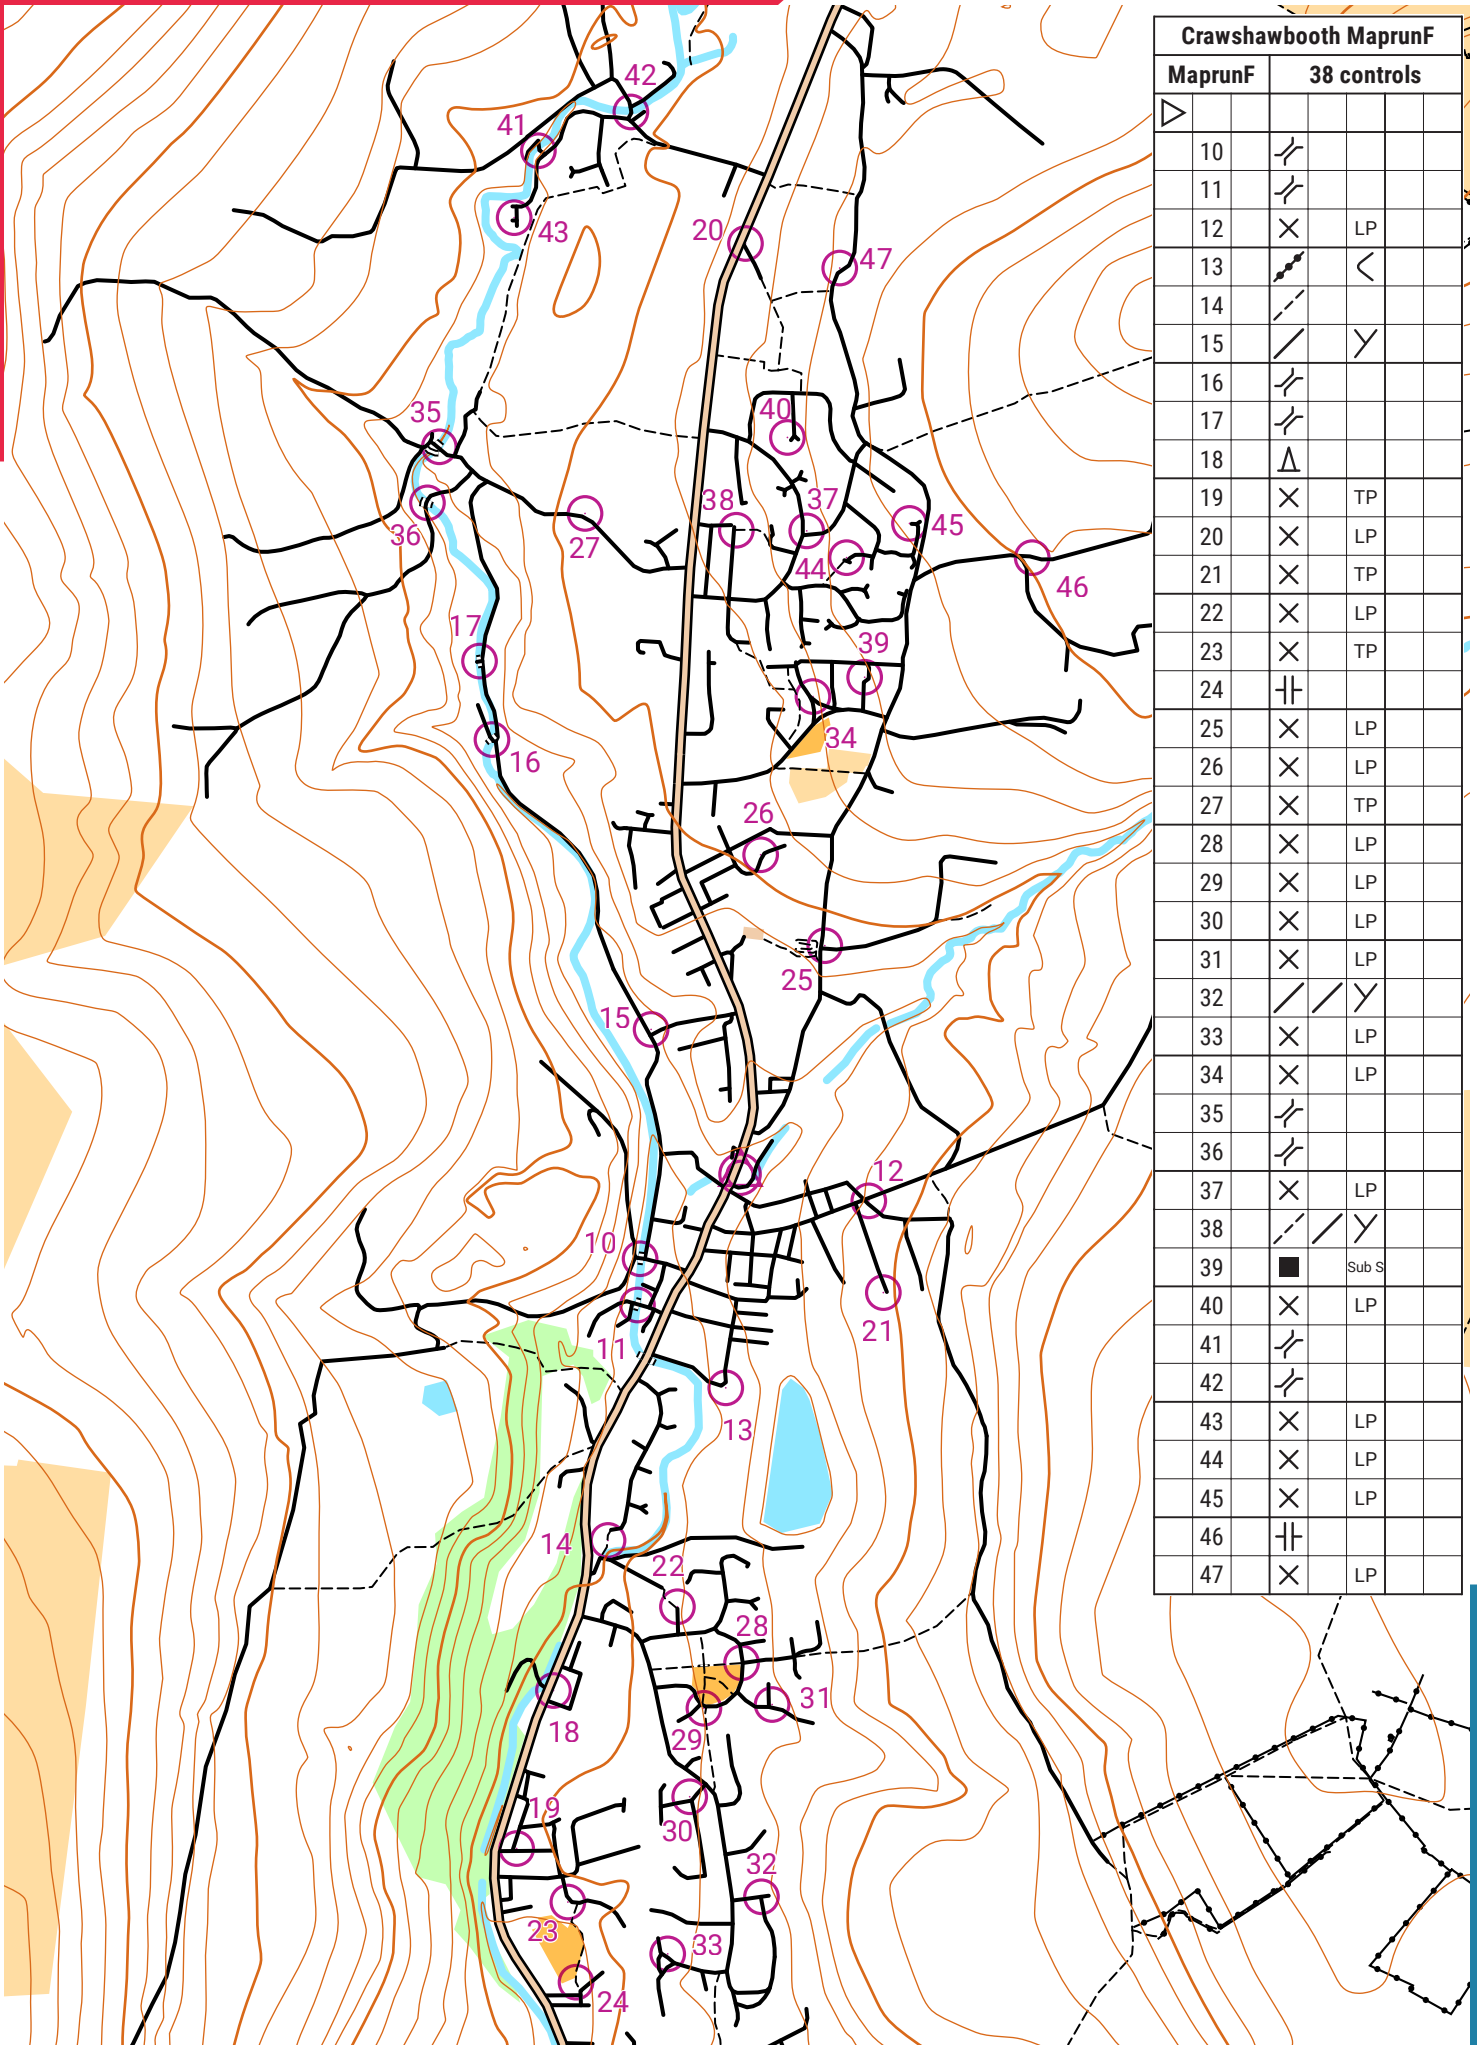 Crawshawbooth MaprunF
MaprunF 38 controls
10
11
12 LP
13
14
15
16
17
18
19 TP
20 LP
21 TP
22 LP
23 TP
24
25 LP
26 LP
27 TP
28 LP
29 LP
30 LP
31 LP
32
33 LP
34 LP
35
36
37 LP
38
39 Sub S
40 LP
41
42
43 LP
44 LP
45 LP
46
47 LP
42
41
43
20
47
35
40
36
27
38
37
45
44
46
17
39
16
34
26
25
15
12
10
21
11
13
14
22
28
31
18
29
19
30
32
23
33
24